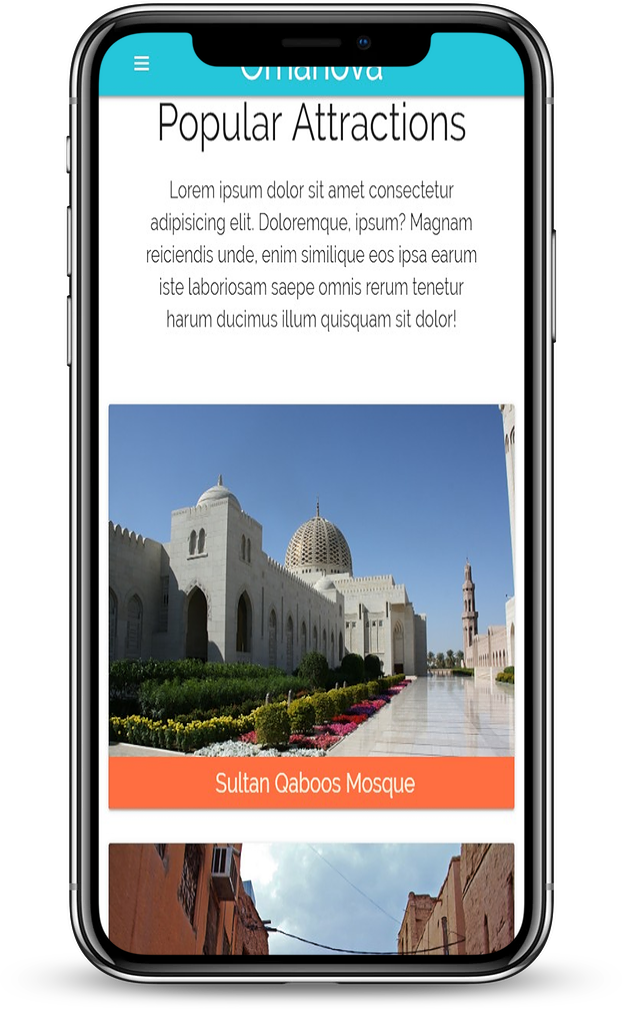 Omanova
Popular Attractions
Lorem ipsum dolor sit amet consectetur
adipisicing elit. Doloremque, ipsum? Magnam
reiciendis unde, enim similique eos ipsa earum
iste laboriosam saepe omnis rerum tenetur
harum ducimus illum quisquam sit dolor!
Sultan Qaboos Mosque